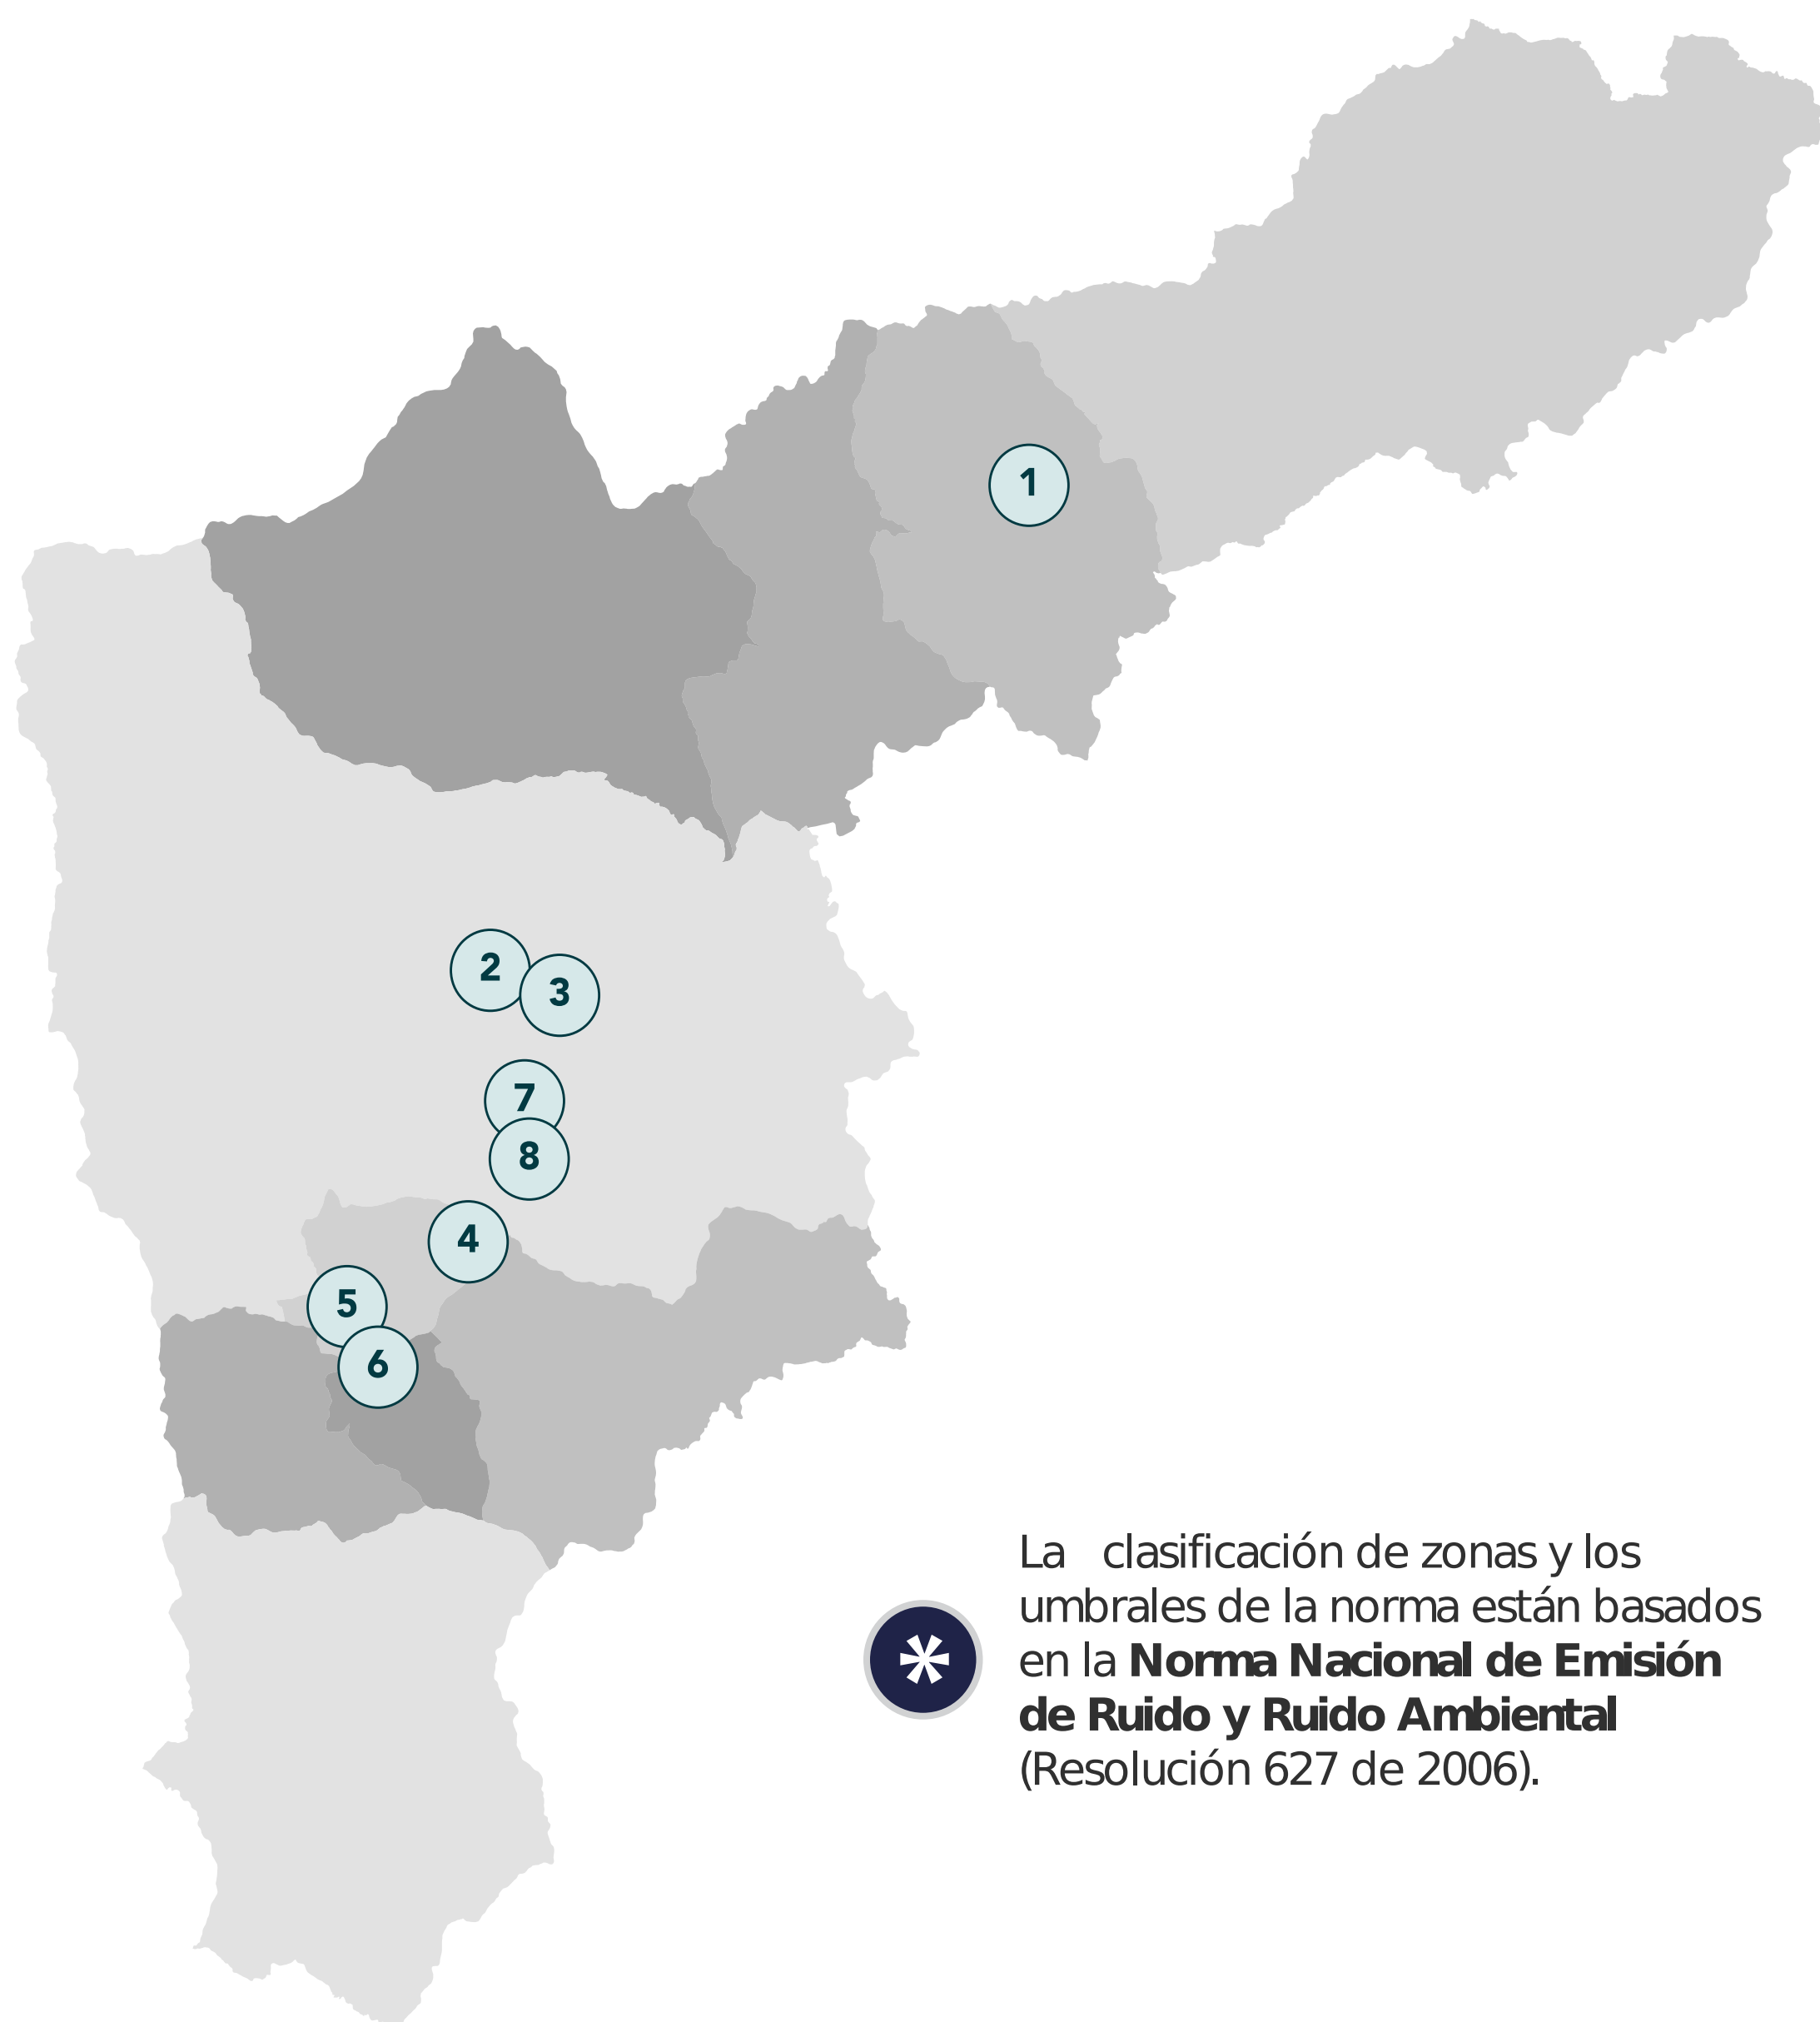 1
2
3
7
8
4
5
6
La clasificación de zonas y los
umbrales de la norma están basados
en la Norma Nacional de Emisión
de Ruido y Ruido Ambiental
(Resolución 627 de 2006).